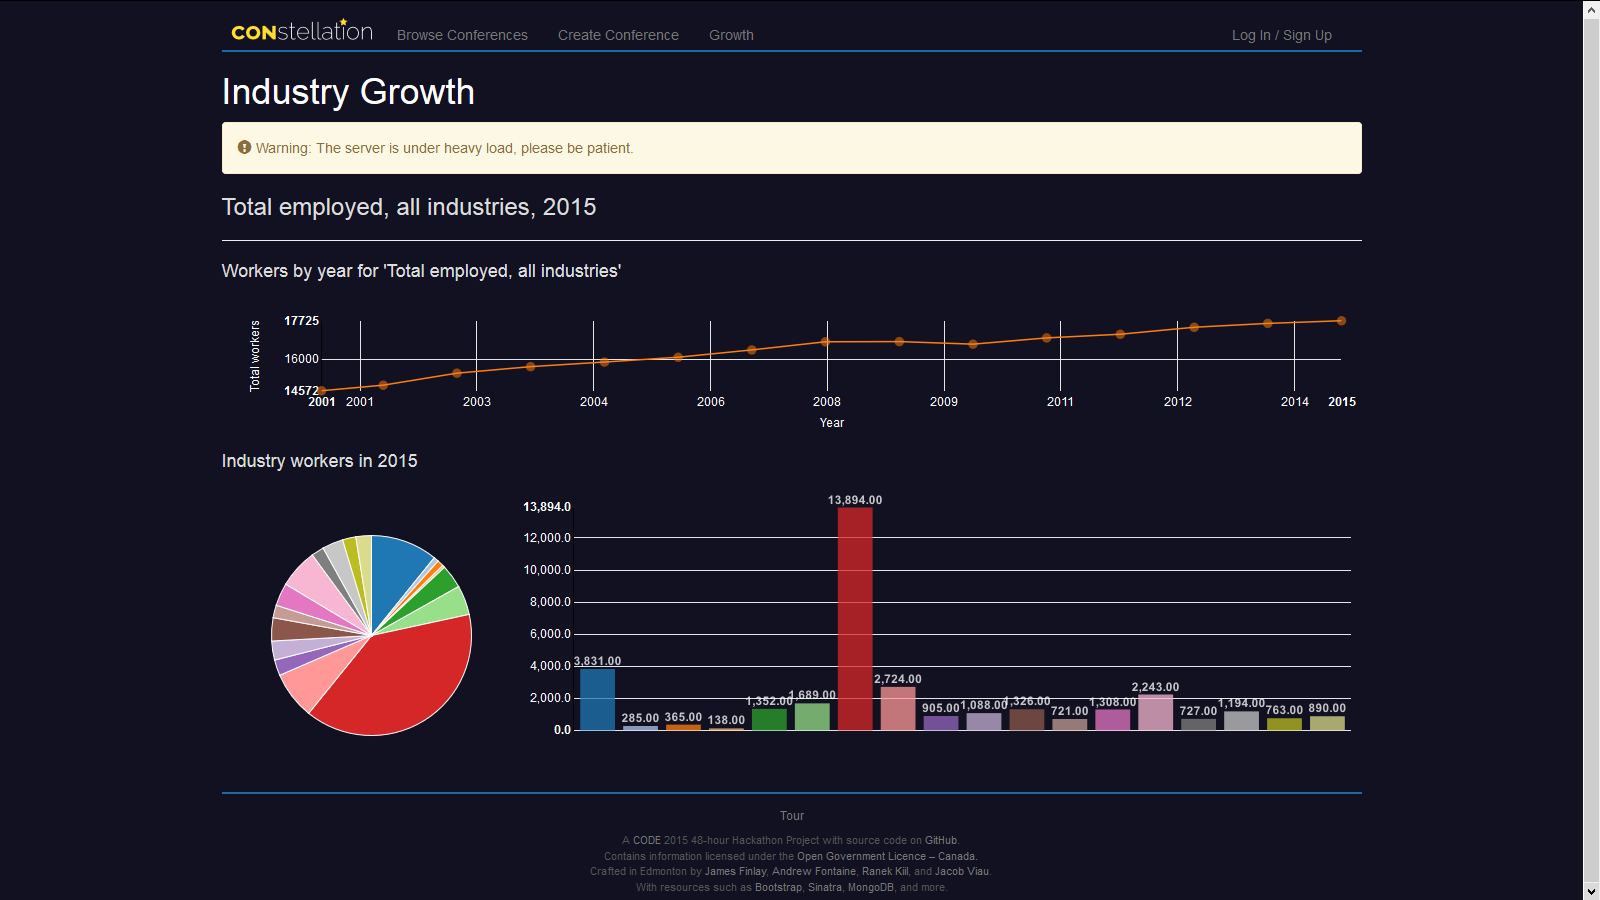 CONstellation Browse Conferences Create Conference Growth Log In / Sign Up
Industry Growth
Warning: The server is under heavy load, please be patient.
Total employed, all industries, 2015
Workers by year for 'Total employed, all industries'
Total workers
17725
16000
14572
2001 2001 2003 2004 2006 2008 2009 2011 2012 2014 2015
Year
Industry workers in 2015
13,894.0
12,000.0
10,000.0
8,000.0
6,000.0
4,000.0
2,000.0
0.0
3,831.00 285.00 365.00 138.00 1,352.00 1,689.00 13,894.00 2,724.00 905.00 1,088.00 1,326.00 721.00 1,308.00 2,243.00 727.00 1,194.00 763.00 890.00
Tour
A CODE 2015 48-hour Hackathon Project with source code on GitHub.
Contains information licensed under the Open Government Licence – Canada.
Crafted in Edmonton by James Finlay, Andrew Fontaine, Ranek Kiil, and Jacob Viau.
With resources such as Bootstrap, Sinatra, MongoDB, and more.